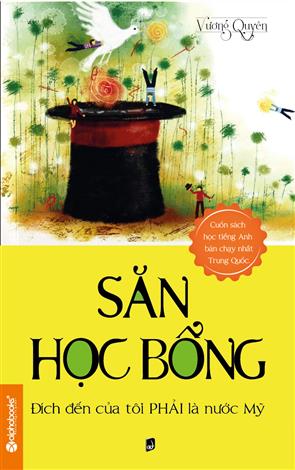 Vương Quyên
Cuốn sách
học tiếng Anh
bán chạy nhất
Trung Quốc
SĂN
HỌC BỔNG
Đích đến của tôi PHẢI là nước Mỹ
alphabooks